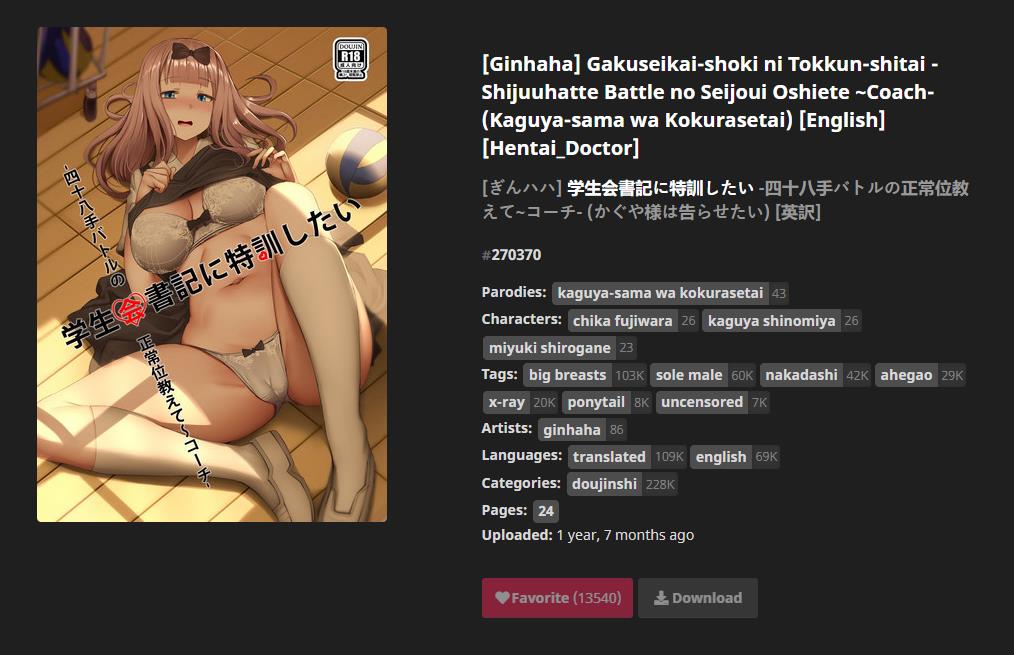 DOUJIN
R18
成人向け
-四十八手バトルの
学生会書記に特訓したい
正常位教えて~コーチ-
[Ginhaha] Gakuseikai-shoki ni Tokkun-shitai -
Shijuuhatte Battle no Seijoui Oshiete ~Coach-
(Kaguya-sama wa Kokurasetai) [English]
[Hentai_Doctor]
[ぎんハハ] 学生会書記に特訓したい -四十八手バトルの正常位教
えて~コーチ- (かぐや様は告らせたい) [英訳]
#270370
Parodies: kaguya-sama wa kokurasetai 43
Characters: chika fujiwara 26 kaguya shinomiya 26
miyuki shirogane 23
Tags: big breasts 103K sole male 60K nakadashi 42K ahegao 29K
x-ray 20K ponytail 8K uncensored 7K
Artists: ginhaha 86
Languages: translated 109K english 69K
Categories: doujinshi 228K
Pages: 24
Uploaded: 1 year, 7 months ago
Favorite (13540) Download